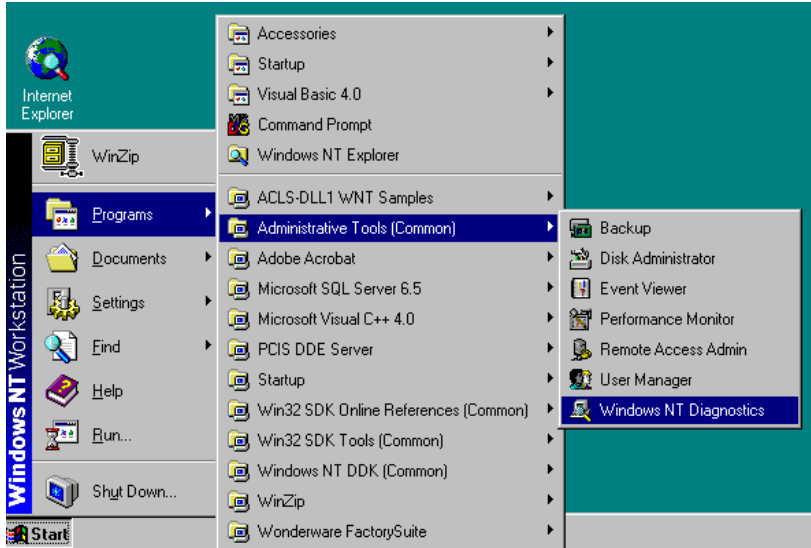 Internet
Explorer
Windows NT Workstation
WinZip
Programs
Documents
Settings
Find
Help
Run...
Shut Down...
Start
Accessories
Startup
Visual Basic 4.0
Command Prompt
Windows NT Explorer
ACLS-DLL1 WNT Samples
Administrative Tools (Common)
Adobe Acrobat
Microsoft SQL Server 6.5
Microsoft Visual C++ 4.0
PCIS DDE Server
Startup
Win32 SDK Online References (Common)
Win32 SDK Tools (Common)
Windows NT DDK (Common)
WinZip
Wonderware FactorySuite
Backup
Disk Administrator
Event Viewer
Performance Monitor
Remote Access Admin
User Manager
Windows NT Diagnostics